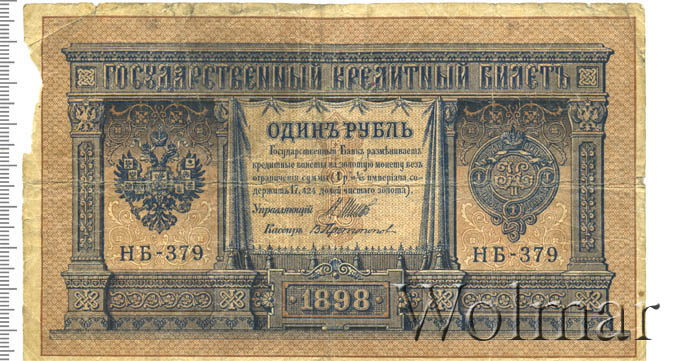 ГОСУДАРСТВЕННЫЙ КРЕДИТНЫЙ БИЛЕТЪ
ОДИНЪ РУБЛЬ
Государственный Банкъ размѣниваетъ
кредитные билеты на золотую монету безъ
ограниченія суммы (1 р. = 1/15 имперіала, со-
держитъ 17,424 долей чистаго золота).
Управляющій
Кассиръ В. Протопоповъ
НБ-379
НБ-379
1898
Wolmar